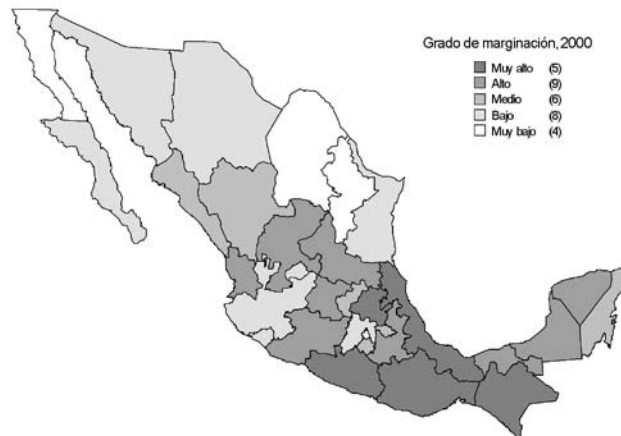 Grado de marginación, 2000
Muy alto (5)
Alto (9)
Medio (6)
Bajo (8)
Muy bajo (4)